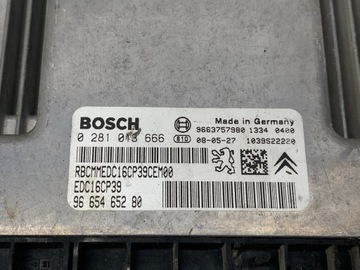 BOSCH
Made in Germany
0 281 013 666 610 9663757980 1334 0400
08-05-27 1039S22220
RBCMMEDC16CP39CEM00
EDC16CP39
96 654 652 80